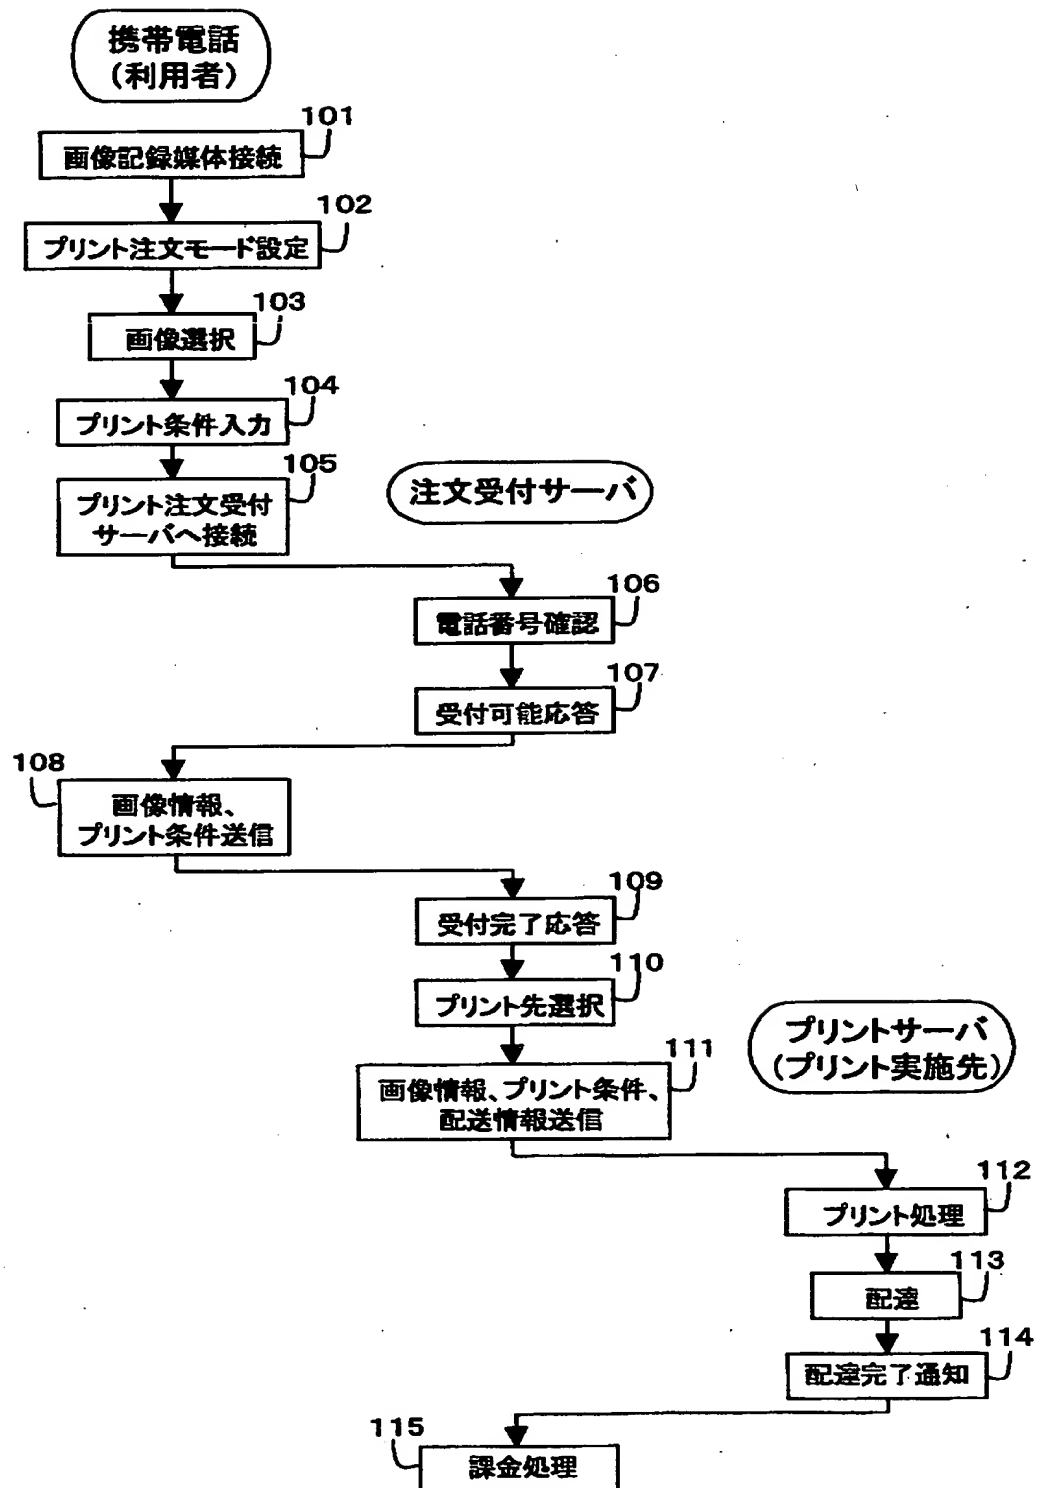 携帯電話
(利用者)
101
画像記録媒体接続
102
プリント注文モード設定
103
画像選択
104
プリント条件入力
105
プリント注文受付
サーバへ接続
注文受付サーバ
106
電話番号確認
107
受付可能応答
108
画像情報、
プリント条件送信
109
受付完了応答
110
プリント先選択
111
画像情報、プリント条件、
配送情報送信
プリントサーバ
(プリント実施先)
112
プリント処理
113
配達
114
配達完了通知
115
課金処理